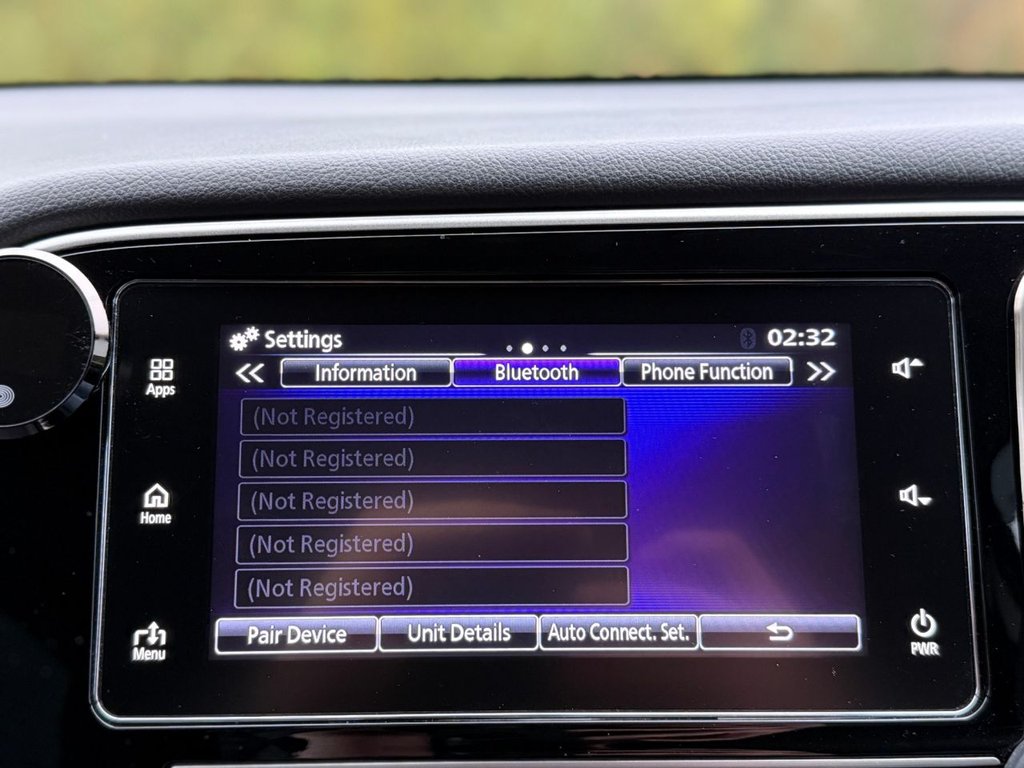 Settings
02:32
Information
Bluetooth
Phone Function
Apps
(Not Registered)
(Not Registered)
(Not Registered)
Home
(Not Registered)
(Not Registered)
Menu
Pair Device
Unit Details
Auto Connect. Set.
PWR